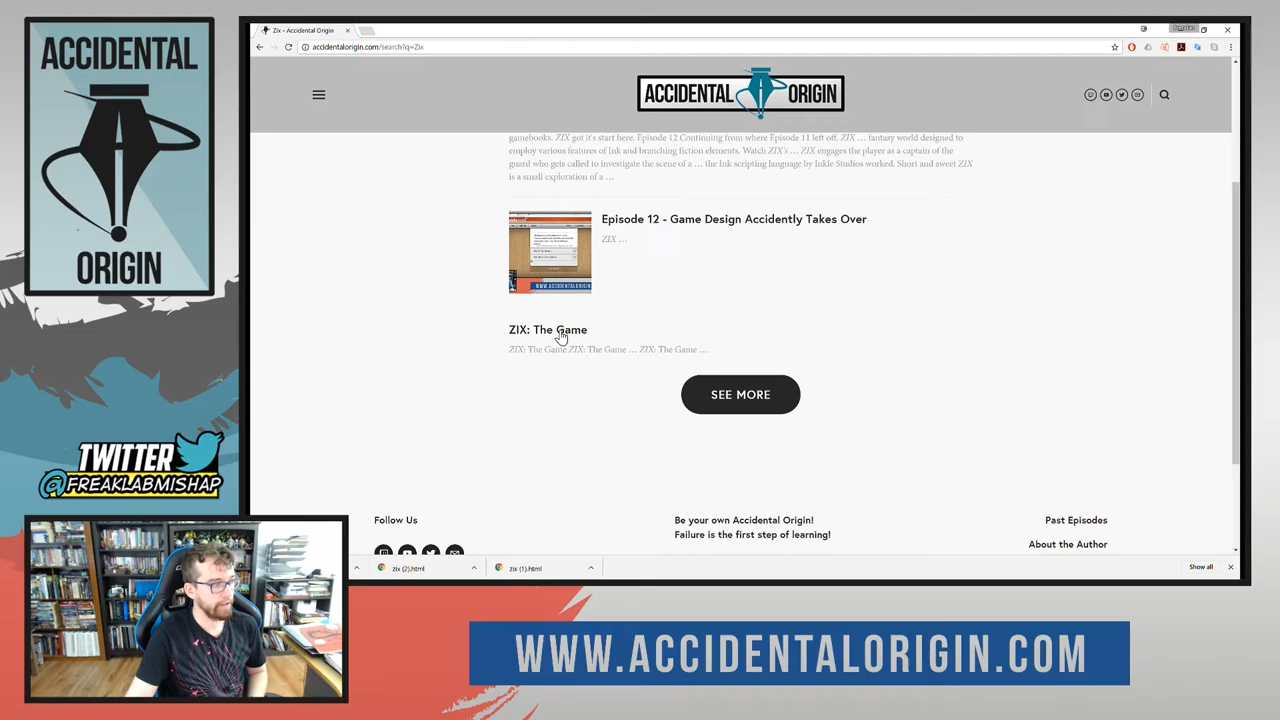 ACCIDENTAL
ORIGIN
Zix - Accidental Origin
accidentalorigin.com/search?q=Zix
ACCIDENTAL ORIGIN
gamebooks. ZIX got it's start here. Episode 12 Continuing from where Episode 11 left off. ZIX … fantasy world designed to
employ various features of Ink and branching fiction elements. Watch ZIX's … ZIX engages the player as a captain of the
guard who gets called to investigate the scene of a … the Ink scripting language by Inkle Studios worked. Short and sweet ZIX
is a small exploration of a …
Episode 12 - Game Design Accidently Takes Over
ZIX …
WWW.ACCIDENTALORIGIN
ZIX: The Game
ZIX: The Game ZIX: The Game … ZIX: The Game …
SEE MORE
TWITTER
@FREAKLABMISHAP
Follow Us
Be your own Accidental Origin!
Failure is the first step of learning!
Past Episodes
About the Author
zix (2).html
zix (1).html
Show all
WWW.ACCIDENTALORIGIN.COM